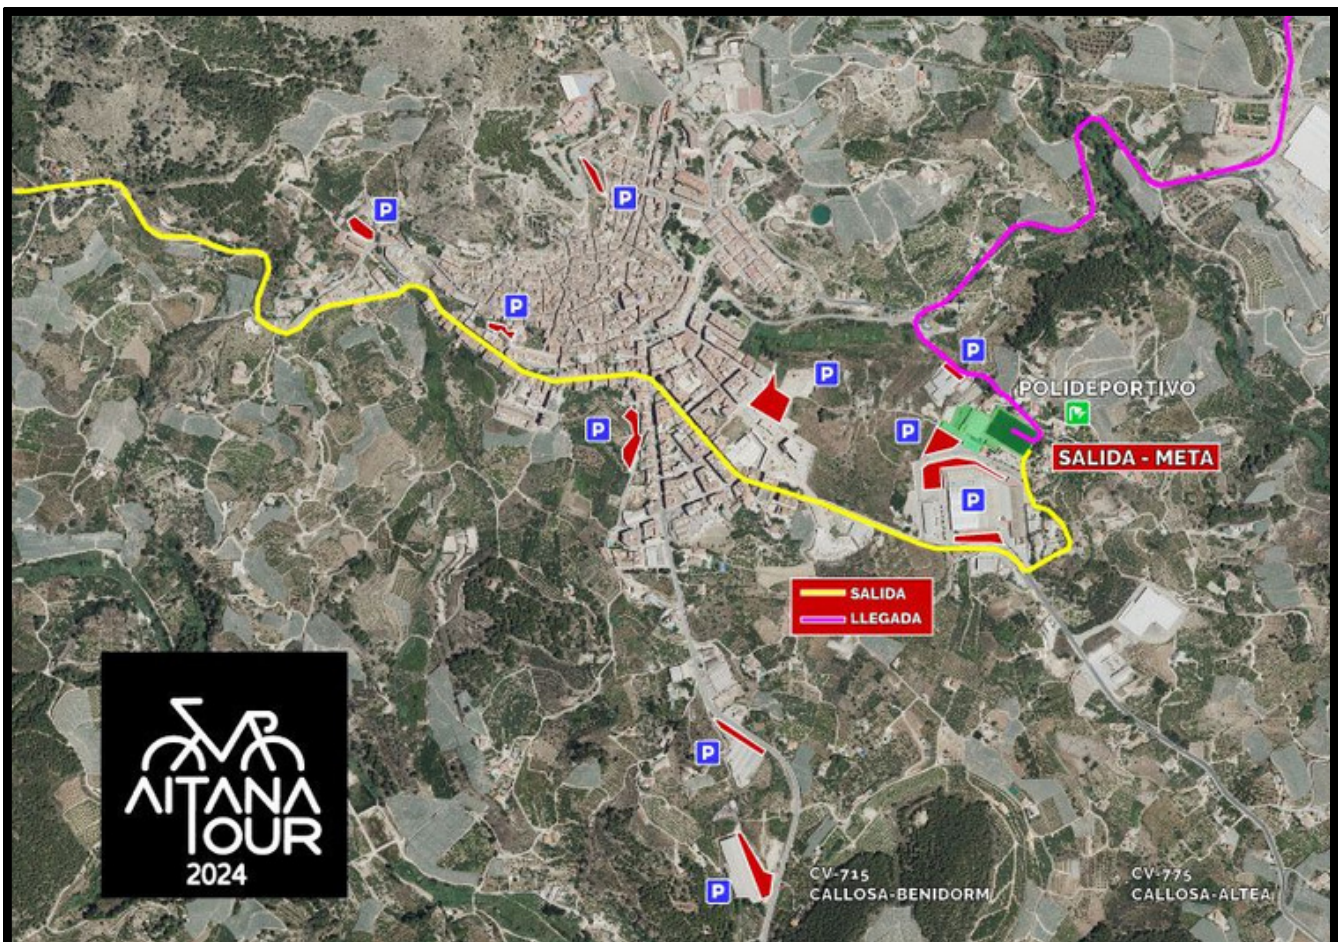 P
P
P
P
POLIDEPORTIVO
P
P
P
SALIDA - META
P
SALIDA
LLEGADA
P
P
AITANA
TOUR
2024
CV-715
CALLOSA-BENIDORM
CV-775
CALLOSA-ALTEA